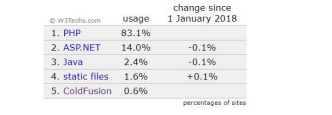 change since
© W3Techs.com usage 1 January 2018
1. PHP 83.1%
2. ASP.NET 14.0% -0.1%
3. Java 2.4% -0.1%
4. static files 1.6% +0.1%
5. ColdFusion 0.6%
percentages of sites